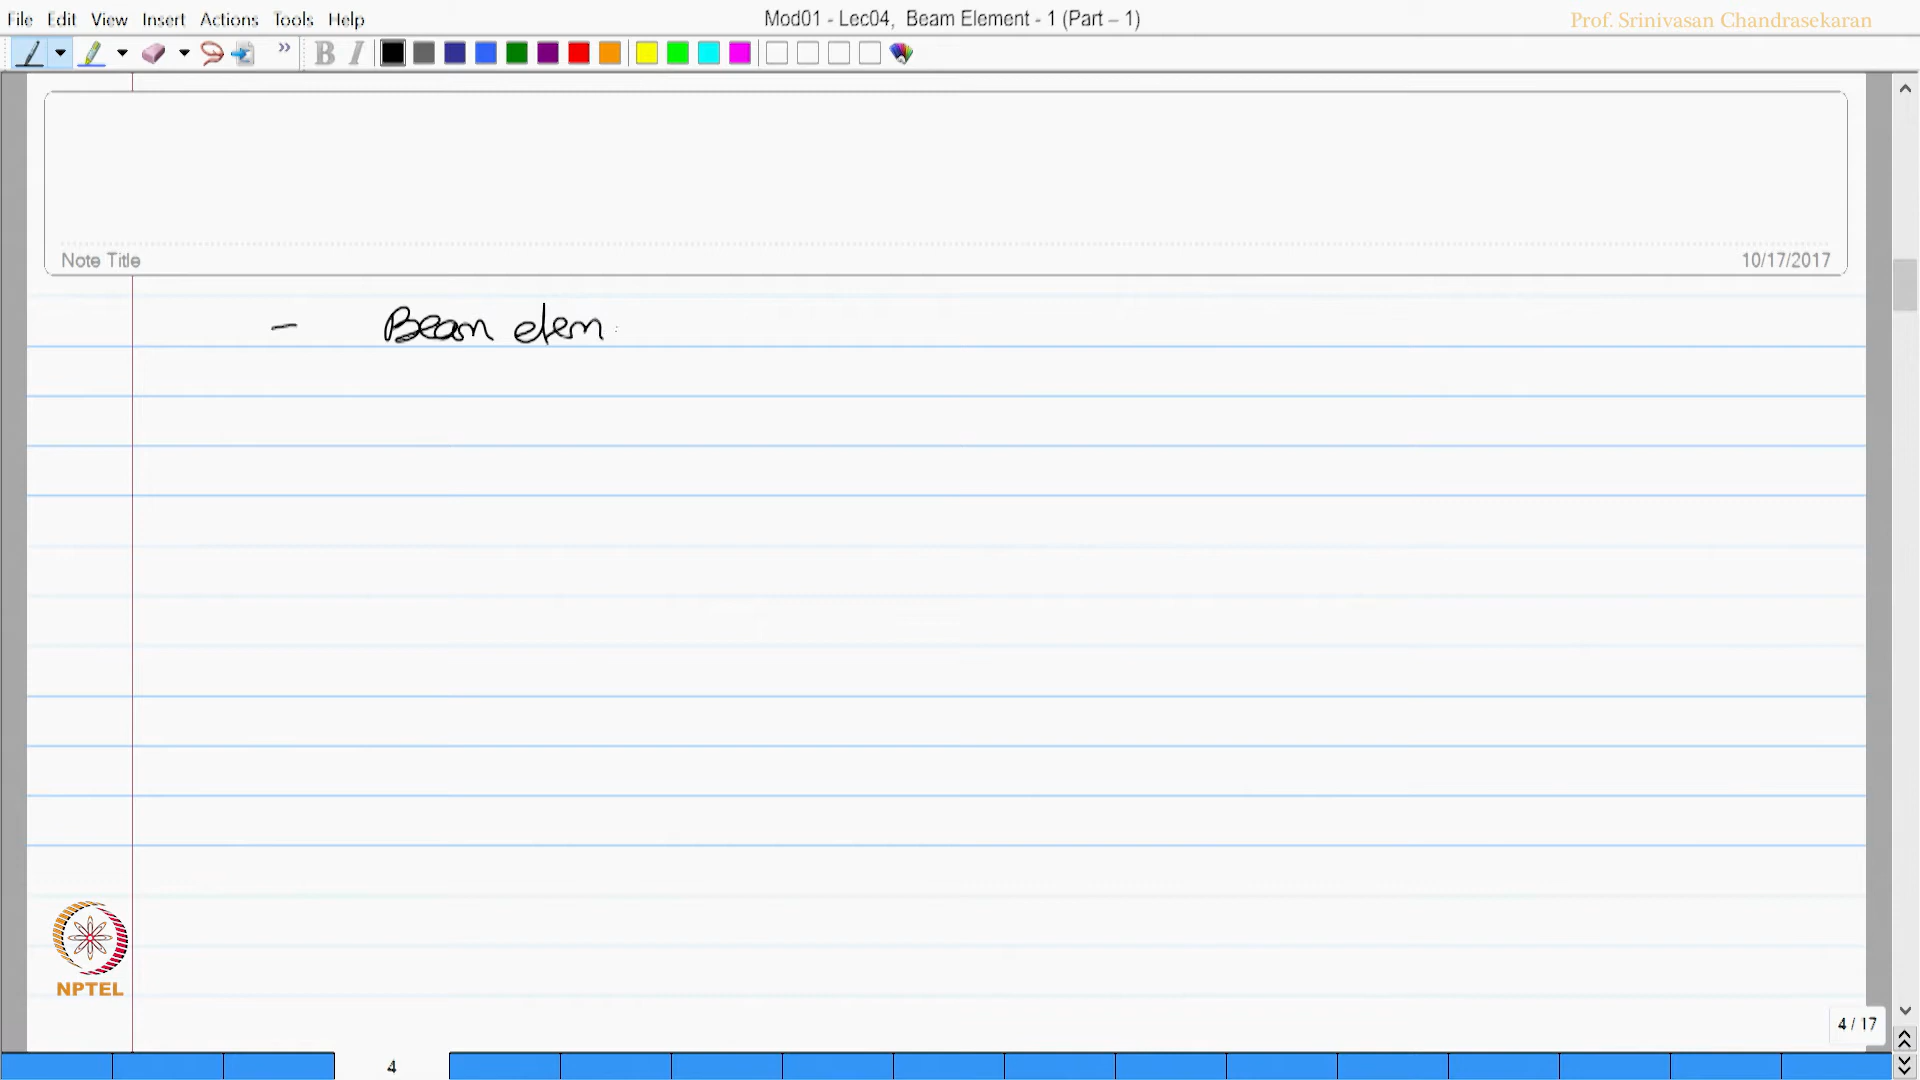 File Edit View Insert Actions Tools Help
Mod01 - Lec04, Beam Element - 1 (Part – 1)
Prof. Srinivasan Chandrasekaran
B I
Note Title
10/17/2017
- Beam elem
NPTEL
4 / 17
4